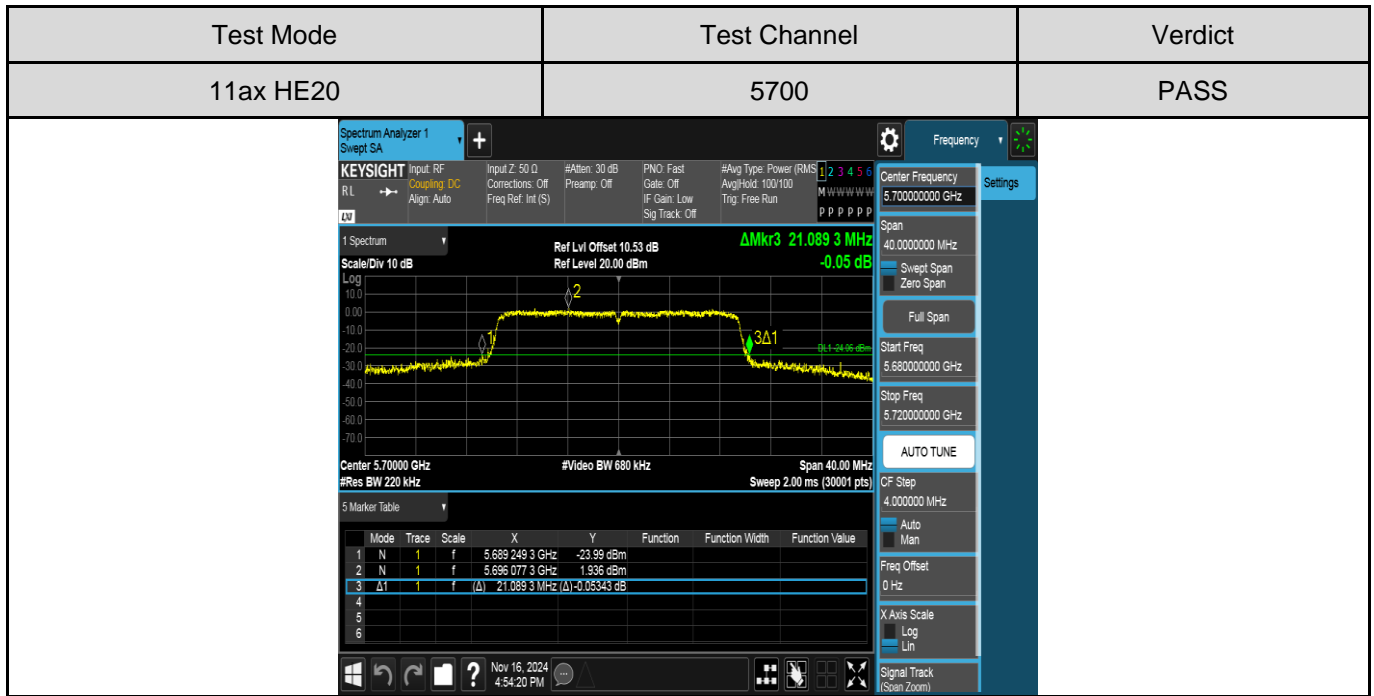 Test Mode Test Channel Verdict
11ax HE20 5700 PASS
Spectrum Analyzer 1
Swept SA
+
Frequency
KEYSIGHT Input: RF Input Z: 50 Ω #Atten: 30 dB PNO: Fast #Avg Type: Power (RMS 1 2 3 4 5 6
RL Coupling: DC Corrections: Off Preamp: Off Gate: Off Avg|Hold: 100/100 M W W W W W
Align: Auto Freq Ref: Int (S) IF Gain: Low Trig: Free Run
LXI Sig Track: Off P P P P P P
Center Frequency
5.700000000 GHz
Settings
Span
40.0000000 MHz
Swept Span
Zero Span
Full Span
Start Freq
5.680000000 GHz
Stop Freq
5.720000000 GHz
AUTO TUNE
CF Step
4.000000 MHz
Auto
Man
Freq Offset
0 Hz
X Axis Scale
Log
Lin
Signal Track
(Span Zoom)
1 Spectrum
Ref Lvl Offset 10.53 dB ΔMkr3 21.089 3 MHz
Scale/Div 10 dB Ref Level 20.00 dBm -0.05 dB
Log
10.0
0.00
-10.0
-20.0
-30.0
-40.0
-50.0
-60.0
-70.0
2
1
3Δ1
DL1 -24.06 dBm
Center 5.70000 GHz #Video BW 680 kHz Span 40.00 MHz
#Res BW 220 kHz Sweep 2.00 ms (30001 pts)
5 Marker Table
Mode Trace Scale X Y Function Function Width Function Value
1 N 1 f 5.689 249 3 GHz -23.99 dBm
2 N 1 f 5.696 077 3 GHz 1.936 dBm
3 Δ1 1 f (Δ) 21.089 3 MHz (Δ) -0.05343 dB
4
5
6
? Nov 16, 2024
4:54:20 PM